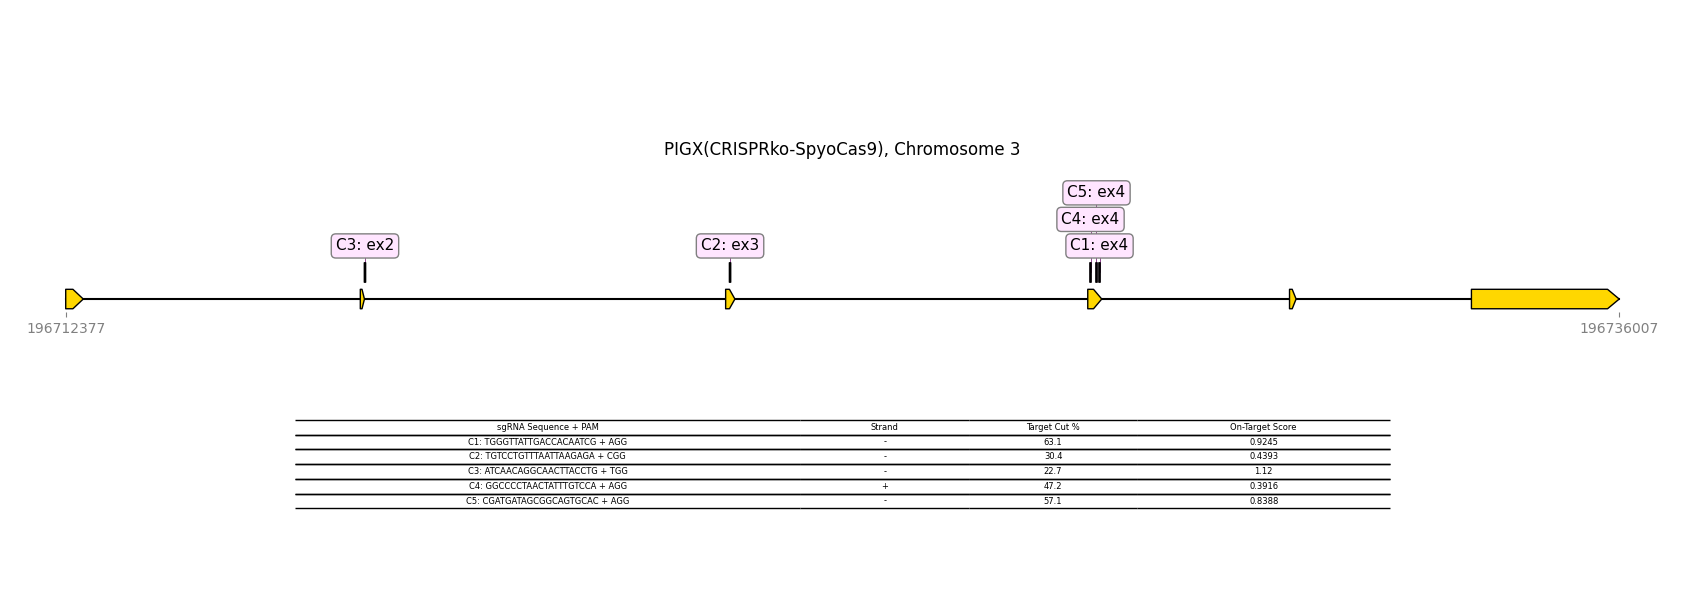 PIGX(CRISPRko-SpyoCas9), Chromosome 3
C5: ex4
C4: ex4
C3: ex2
C2: ex3
C1: ex4
196712377
196736007
sgRNA Sequence + PAM Strand Target Cut % On-Target Score
C1: TGGGTTATTGACCACAATCG + AGG - 63.1 0.9245
C2: TGTCCTGTTTAATTAAGAGA + CGG - 30.4 0.4393
C3: ATCAACAGGCAACTTACCTG + TGG - 22.7 1.12
C4: GGCCCCTAACTATTTGTCCA + AGG + 47.2 0.3916
C5: CGATGATAGCGGCAGTGCAC + AGG - 57.1 0.8388